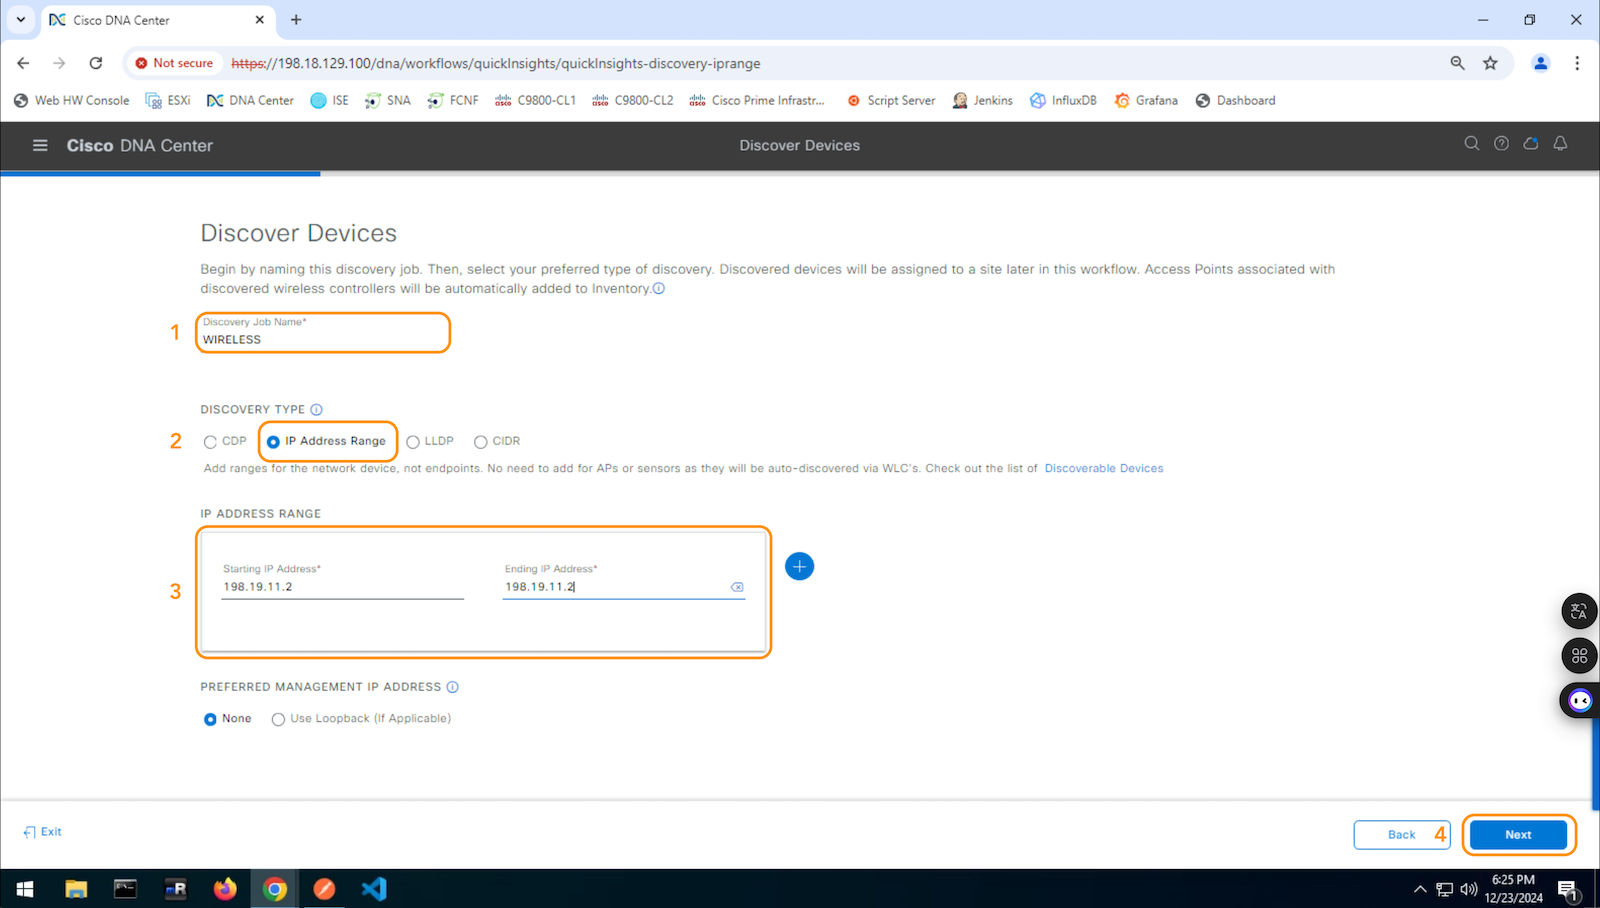 Cisco DNA Center
Not secure
https://198.18.129.100/dna/workflows/quickInsights/quickInsights-discovery-iprange
Web HW Console ESXi DNA Center ISE SNA FCNF C9800-CL1 C9800-CL2 Cisco Prime Infrastr... Script Server Jenkins InfluxDB Grafana Dashboard
Cisco DNA Center Discover Devices
Discover Devices
Begin by naming this discovery job. Then, select your preferred type of discovery. Discovered devices will be assigned to a site later in this workflow. Access Points associated with
discovered wireless controllers will be automatically added to Inventory.
Discovery Job Name*
1
WIRELESS
DISCOVERY TYPE
2 CDP IP Address Range LLDP CIDR
Add ranges for the network device, not endpoints. No need to add for APs or sensors as they will be auto-discovered via WLC's. Check out the list of Discoverable Devices
IP ADDRESS RANGE
Starting IP Address* Ending IP Address*
3 198.19.11.2 198.19.11.2
PREFERRED MANAGEMENT IP ADDRESS
None Use Loopback (If Applicable)
Exit Back 4 Next
6:25 PM
12/23/2024
1